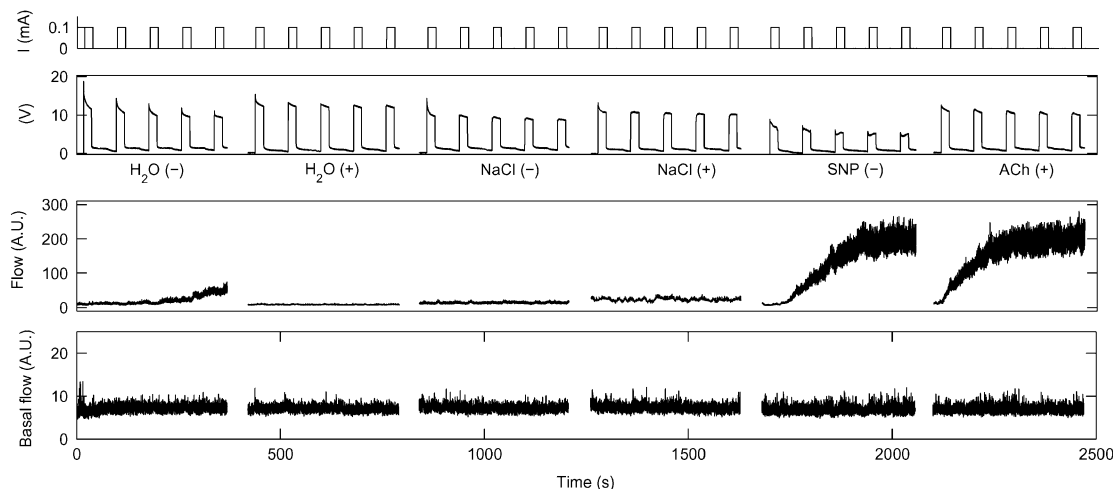 I (mA)
0.1
0
(V)
20
10
0
H₂O (−)
H₂O (+)
NaCl (−)
NaCl (+)
SNP (−)
ACh (+)
Flow (A.U.)
300
200
100
0
Basal flow (A.U.)
20
10
0
0
500
1000
1500
2000
2500
Time (s)